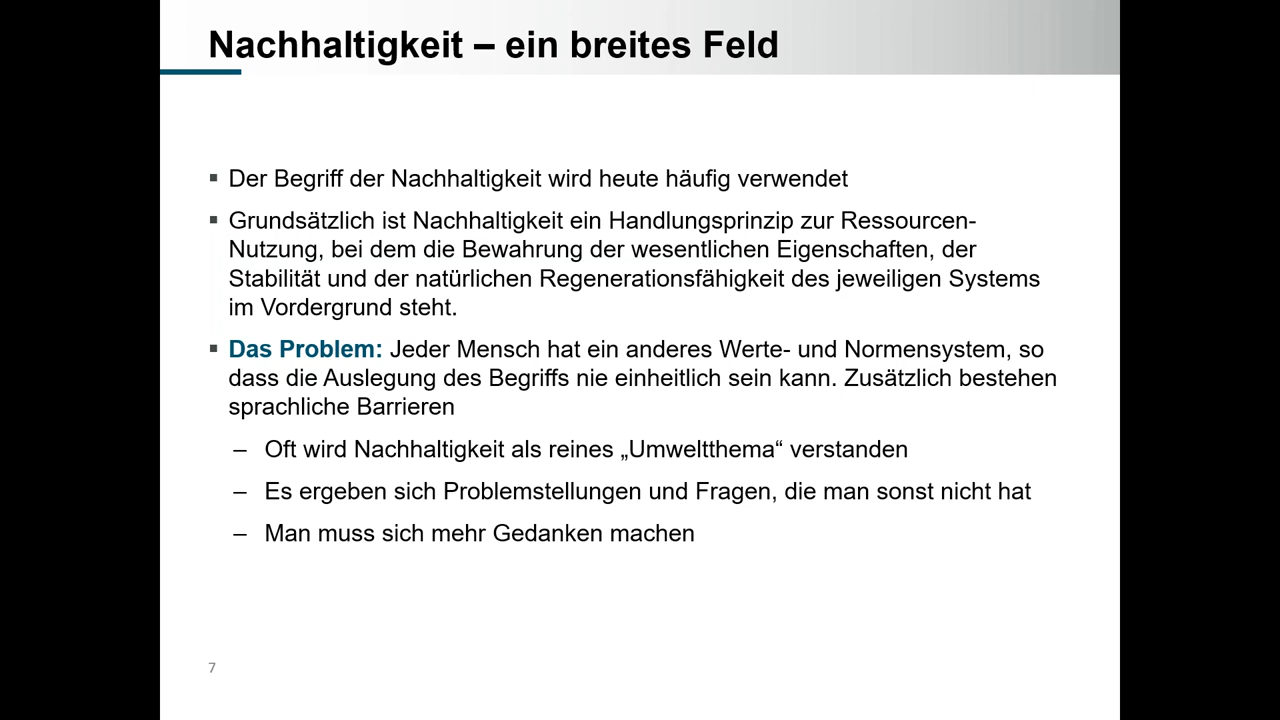 Nachhaltigkeit – ein breites Feld
▪ Der Begriff der Nachhaltigkeit wird heute häufig verwendet
▪ Grundsätzlich ist Nachhaltigkeit ein Handlungsprinzip zur Ressourcen-
Nutzung, bei dem die Bewahrung der wesentlichen Eigenschaften, der
Stabilität und der natürlichen Regenerationsfähigkeit des jeweiligen Systems
im Vordergrund steht.
▪ Das Problem: Jeder Mensch hat ein anderes Werte- und Normensystem, so
dass die Auslegung des Begriffs nie einheitlich sein kann. Zusätzlich bestehen
sprachliche Barrieren
– Oft wird Nachhaltigkeit als reines „Umweltthema“ verstanden
– Es ergeben sich Problemstellungen und Fragen, die man sonst nicht hat
– Man muss sich mehr Gedanken machen
7